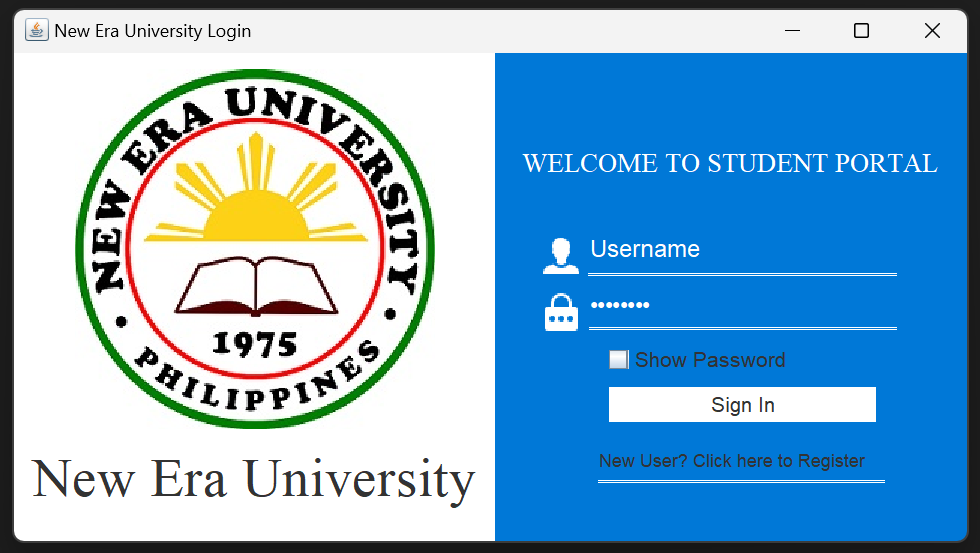 New Era University Login
NEW ERA UNIVERSITY
1975
• PHILIPPINES •
New Era University
WELCOME TO STUDENT PORTAL
Username
••••••••
Show Password
Sign In
New User? Click here to Register